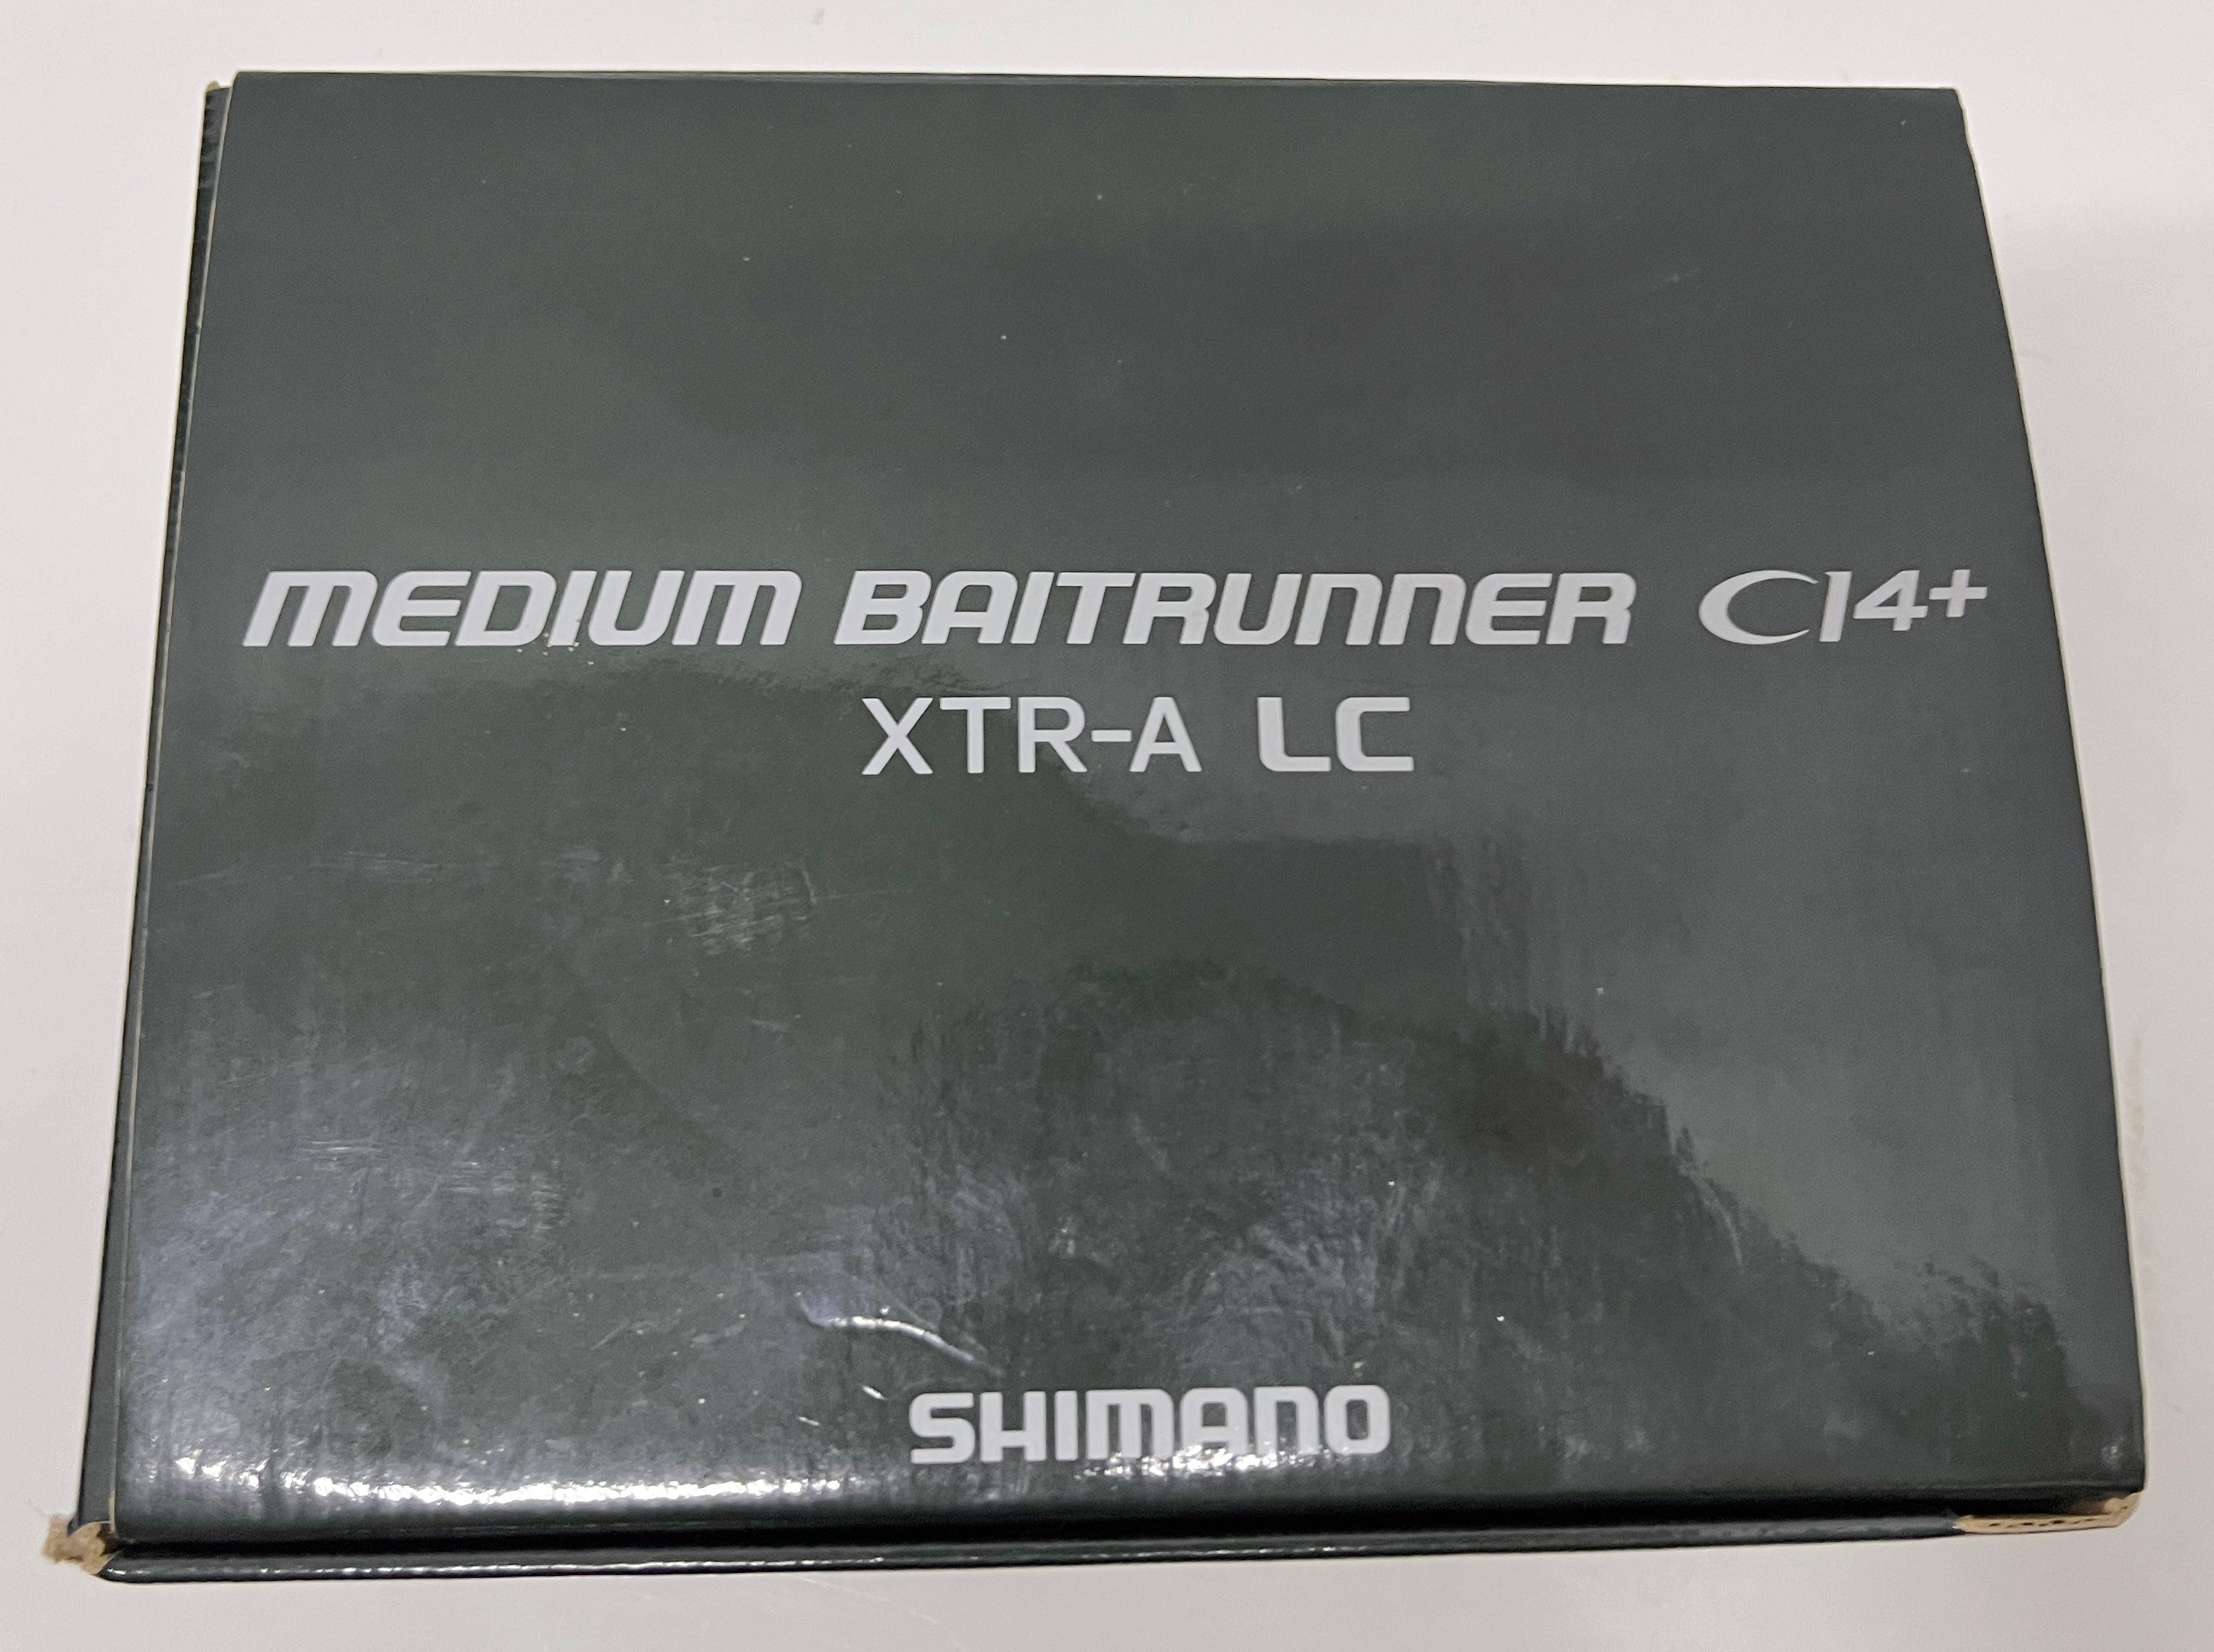 MEDIUM BAITRUNNER CI4+
XTR-A LC
SHIMANO